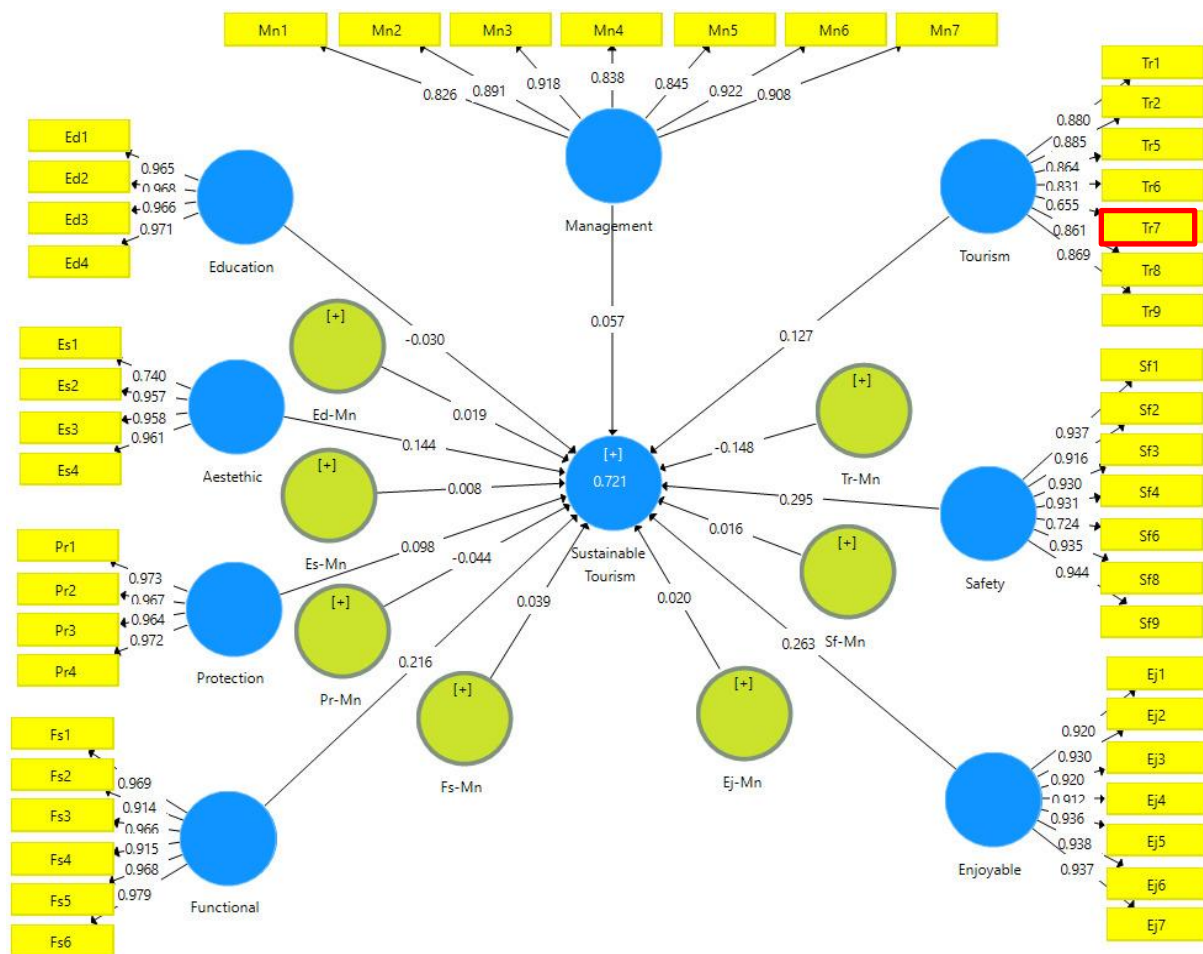 Mn1
Mn2
Mn3
Mn4
Mn5
Mn6
Mn7
0.826
0.891
0.918
0.838
0.845
0.922
0.908
Management
0.057
Ed1
Ed2
Ed3
Ed4
0.965
0.968
0.966
0.971
Education
-0.030
Tr1
Tr2
Tr5
Tr6
Tr7
Tr8
Tr9
0.880
0.885
0.864
0.831
0.655
0.861
0.869
Tourism
0.127
[+]
Ed-Mn
0.019
Es1
Es2
Es3
Es4
0.740
0.957
0.958
0.961
Aestethic
0.144
[+]
Tr-Mn
-0.148
[+]
0.721
Sustainable
Tourism
[+]
Es-Mn
0.008
Sf1
Sf2
Sf3
Sf4
Sf6
Sf8
Sf9
0.937
0.916
0.930
0.931
0.724
0.935
0.944
Safety
0.295
Pr1
Pr2
Pr3
Pr4
0.973
0.967
0.964
0.972
Protection
0.098
[+]
Pr-Mn
-0.044
[+]
Sf-Mn
0.016
Fs1
Fs2
Fs3
Fs4
Fs5
Fs6
0.969
0.914
0.966
0.915
0.968
0.979
Functional
0.216
[+]
Fs-Mn
0.039
[+]
Ej-Mn
0.020
Ej1
Ej2
Ej3
Ej4
Ej5
Ej6
Ej7
0.920
0.930
0.920
0.912
0.936
0.938
0.937
Enjoyable
0.263